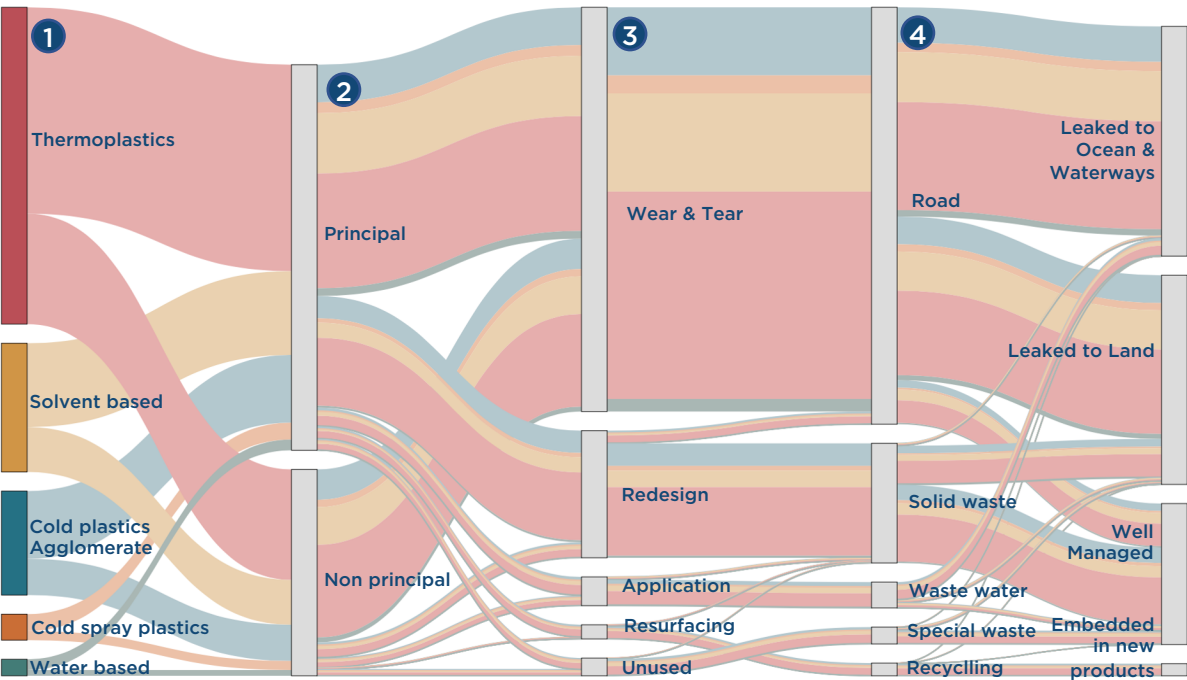 1
Thermoplastics
Solvent based
Cold plastics
Agglomerate
Cold spray plastics
Water based
2
Principal
Non principal
3
Wear & Tear
Redesign
Application
Resurfacing
Unused
4
Road
Solid waste
Waste water
Special waste
Recyclling
Leaked to
Ocean &
Waterways
Leaked to Land
Well
Managed
Embedded
in new
products